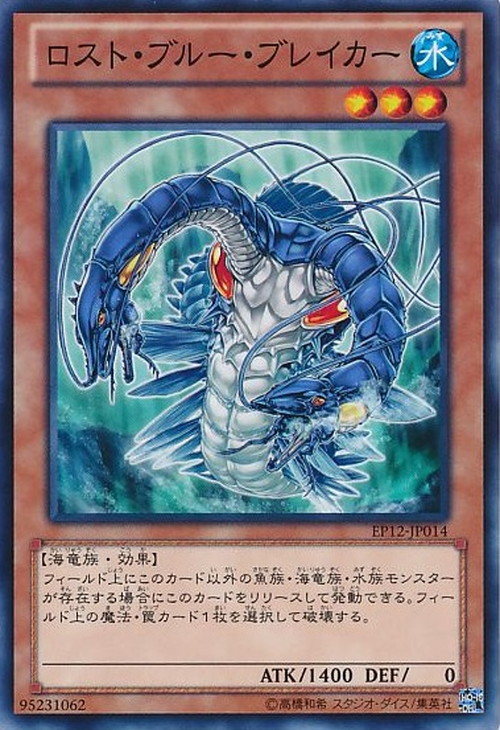 ロスト・ブルー・ブレイカー
水
EP12-JP014
【海竜族・効果】
フィールド上にこのカード以外の魚族・海竜族・水族モンスター
が存在する場合にこのカードをリリースして発動できる。フィー
ルド上の魔法・罠カード1枚を選択して破壊する。
ATK/1400 DEF/ 0
95231062
©高橋和希 スタジオ・ダイス/集英社